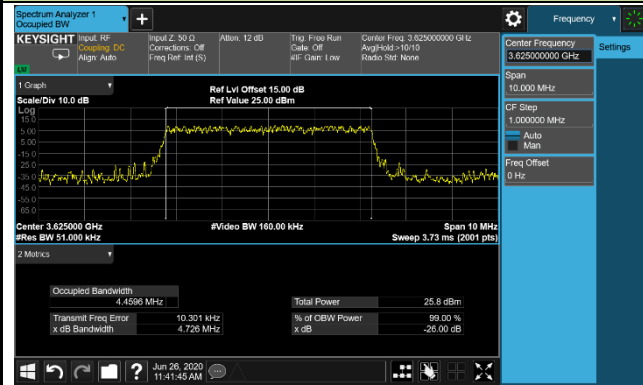 Spectrum Analyzer 1
Occupied BW
Frequency
KEYSIGHT
Input: RF
Coupling: DC
Align: Auto
Input Z: 50 Ω
Corrections: Off
Freq Ref: Int (S)
Atten: 12 dB
Trig: Free Run
Gate: Off
#IF Gain: Low
Center Freq: 3.625000000 GHz
Avg|Hold:>10/10
Radio Std: None
Center Frequency
3.625000000 GHz
Settings
Span
10.000 MHz
CF Step
1.000000 MHz
Auto
Man
Freq Offset
0 Hz
1 Graph
Scale/Div 10.0 dB
Ref Lvl Offset 15.00 dB
Ref Value 25.00 dBm
Log
15.0
5.00
-5.00
-15.0
-25.0
-35.0
-45.0
-55.0
-65.0
Center 3.625000 GHz
#Res BW 51.000 kHz
#Video BW 160.00 kHz
Span 10 MHz
Sweep 3.73 ms (2001 pts)
2 Metrics
Occupied Bandwidth
4.4596 MHz
Total Power 25.8 dBm
Transmit Freq Error 10.301 kHz
% of OBW Power 99.00 %
x dB Bandwidth 4.726 MHz
x dB -26.00 dB
?
Jun 26, 2020
11:41:45 AM